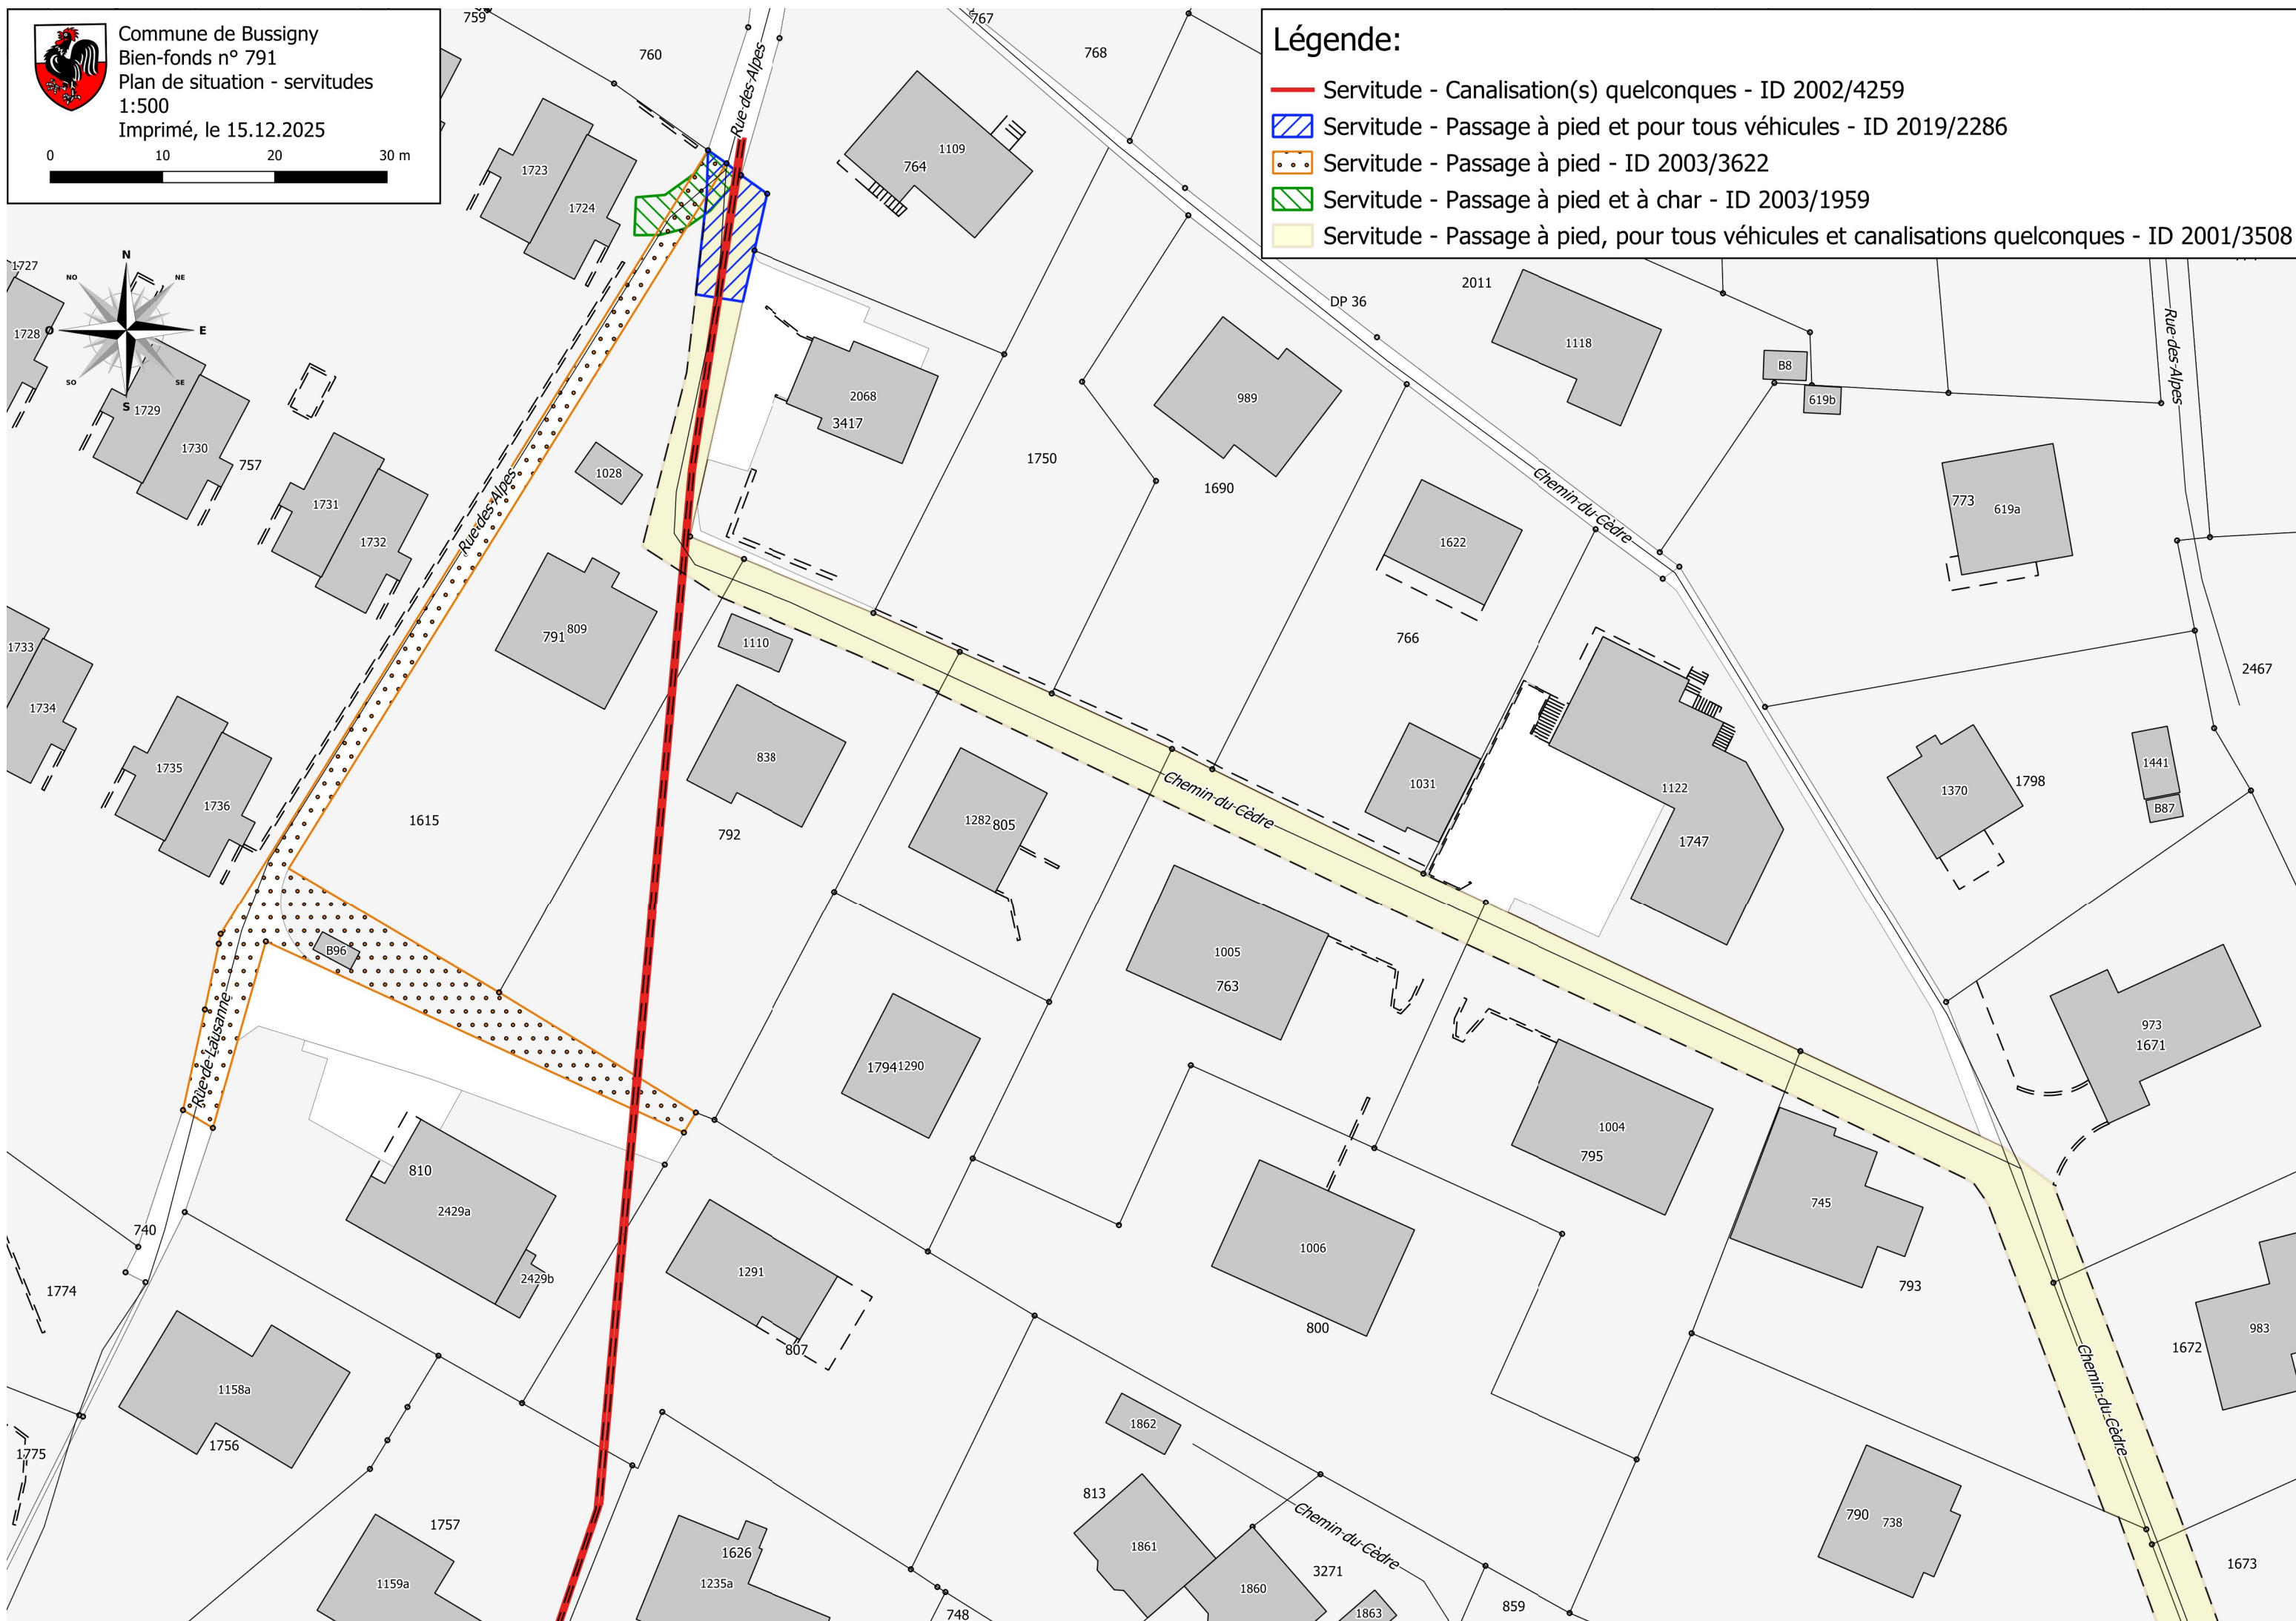 Commune de Bussigny
Bien-fonds n° 791
Plan de situation - servitudes
1:500
Imprimé, le 15.12.2025
0 10 20 30 m
Légende:
Servitude - Canalisation(s) quelconques - ID 2002/4259
Servitude - Passage à pied et pour tous véhicules - ID 2019/2286
Servitude - Passage à pied - ID 2003/3622
Servitude - Passage à pied et à char - ID 2003/1959
Servitude - Passage à pied, pour tous véhicules et canalisations quelconques - ID 2001/3508
759
760
767
768
Rue des Alpes
1109
764
1723
1724
N
NO
NE
O
E
SO
SE
S
1727
1728
1729
1730
757
1731
1732
1028
Rue des Alpes
2068
3417
1750
989
1690
DP 36
2011
1118
B8
619b
Rue des Alpes
773
619a
Chemin du Cèdre
1622
766
2467
1733
1734
1735
1736
791
809
1110
838
792
1615
1282
805
Chemin du Cèdre
1031
1122
1747
1370
1798
1441
B87
B96
Rue de Lausanne
1005
763
1794
1290
973
1671
1004
795
745
793
810
2429a
2429b
740
1774
1291
807
1006
800
983
1672
Chemin du Cèdre
1158a
1756
1775
1862
813
1861
Chemin du Cèdre
1757
1159a
1626
1235a
748
1860
3271
1863
859
790
738
1673